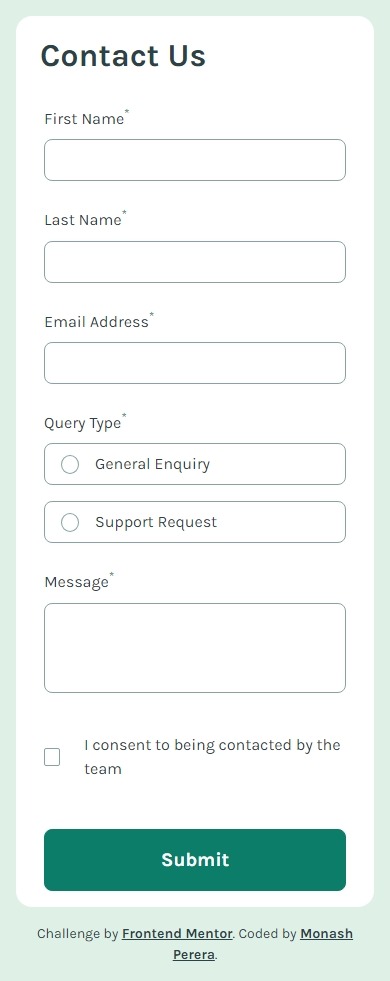 Contact Us
First Name*
Last Name*
Email Address*
Query Type*
General Enquiry
Support Request
Message*
I consent to being contacted by the
team
Submit
Challenge by Frontend Mentor. Coded by Monash
Perera.